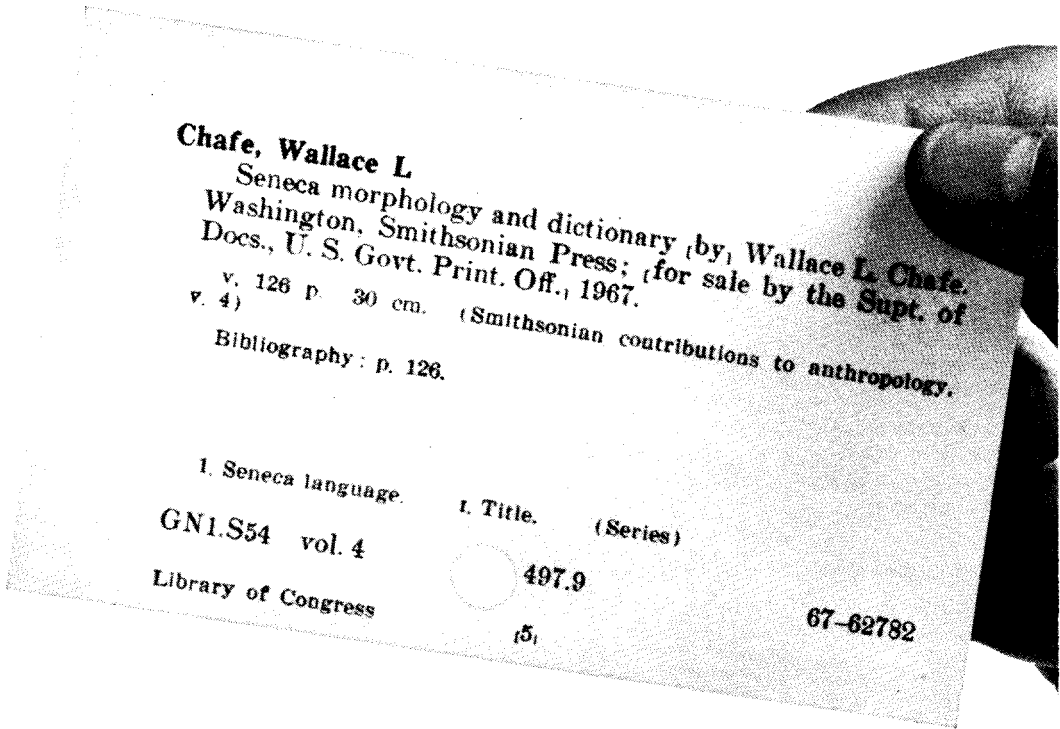 Chafe, Wallace L
Seneca morphology and dictionary [by] Wallace L. Chafe.
Washington, Smithsonian Press; [for sale by the Supt. of
Docs., U. S. Govt. Print. Off.] 1967.
v, 126 p. 30 cm. (Smithsonian contributions to anthropology,
v. 4)
Bibliography: p. 126.
1. Seneca language. I. Title. (Series)
GN1.S54 vol. 4 497.9 67–62782
Library of Congress [5]